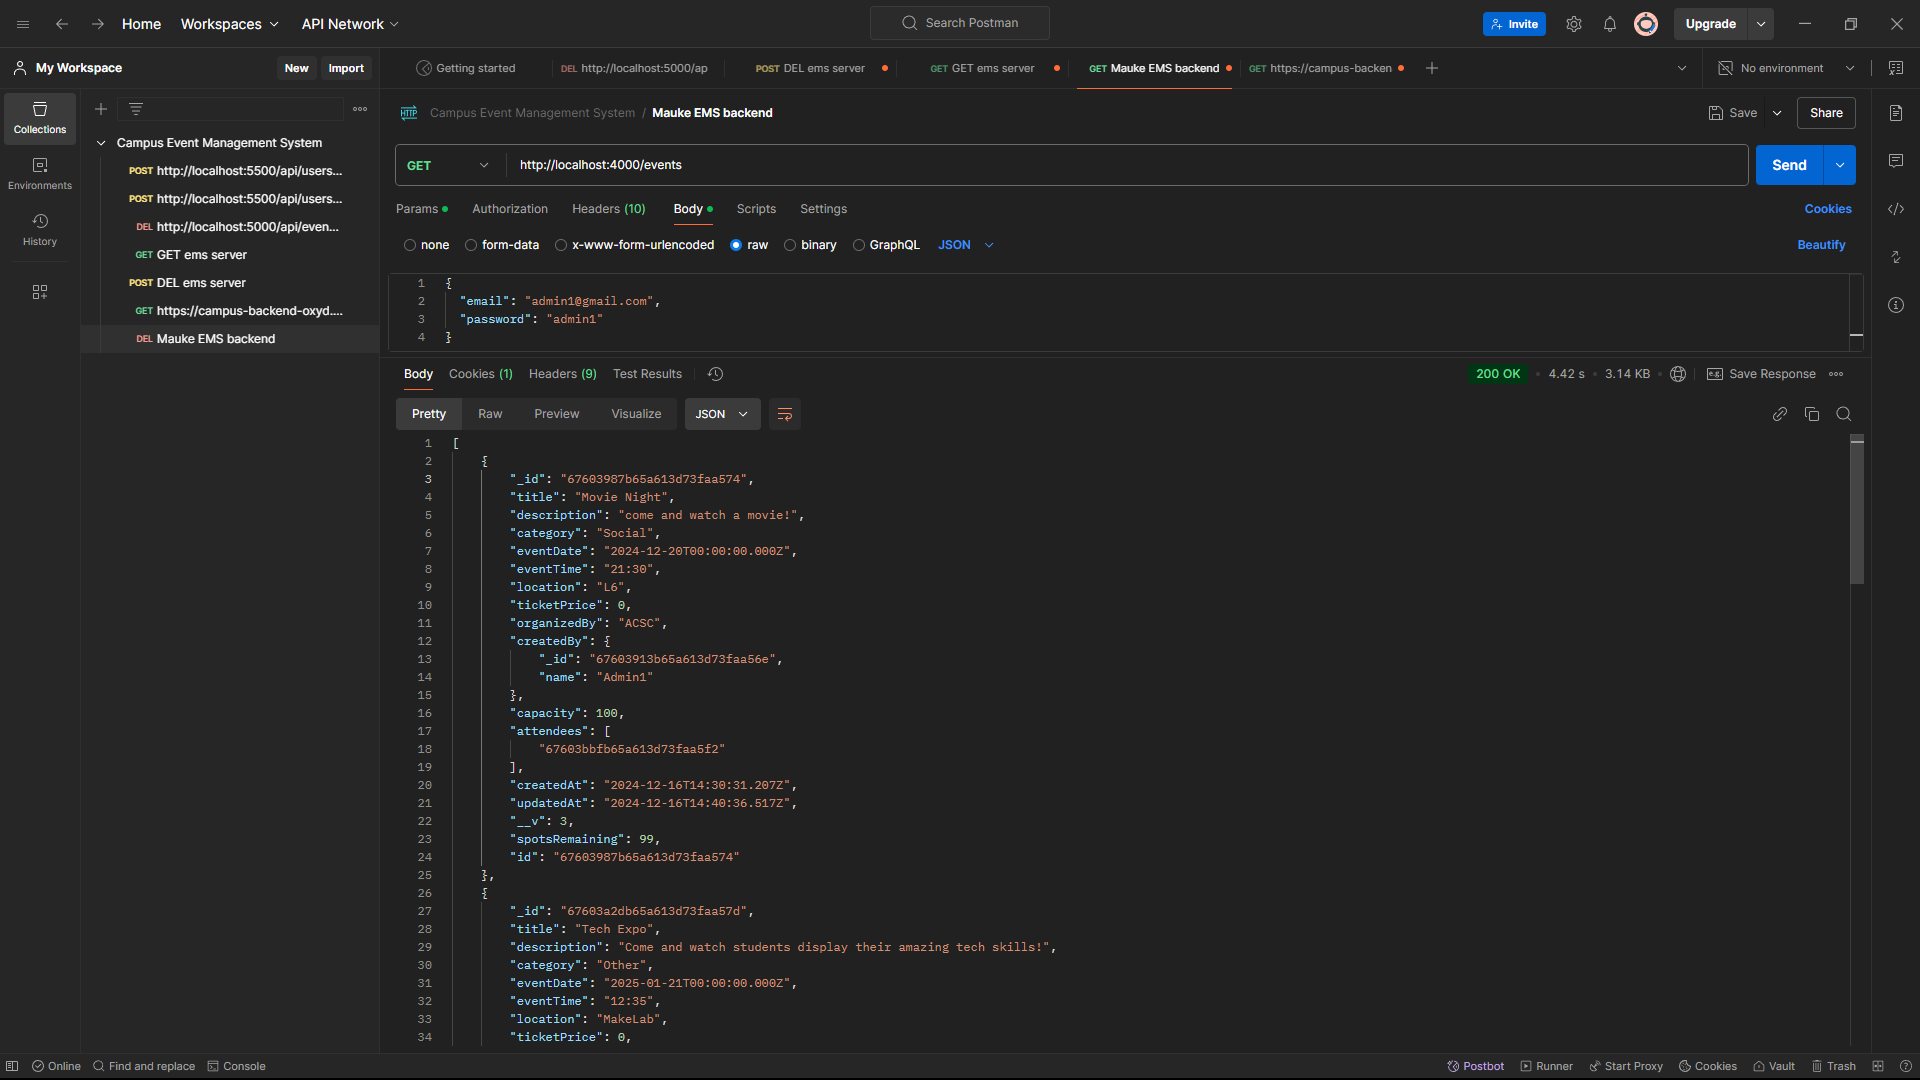 Home Workspaces API Network Search Postman Invite Upgrade
My Workspace New Import Getting started DEL http://localhost:5000/ap POST DEL ems server GET GET ems server GET Mauke EMS backend GET https://campus-backen No environment
Collections
Environments
History
Campus Event Management System
POST http://localhost:5500/api/users...
POST http://localhost:5500/api/users...
DEL http://localhost:5000/api/even...
GET GET ems server
POST DEL ems server
GET https://campus-backend-oxyd....
DEL Mauke EMS backend
HTTP Campus Event Management System / Mauke EMS backend Save Share
GET http://localhost:4000/events Send
Params Authorization Headers (10) Body Scripts Settings Cookies
none form-data x-www-form-urlencoded raw binary GraphQL JSON Beautify
1 {
2 "email": "admin1@gmail.com",
3 "password": "admin1"
4 }
Body Cookies (1) Headers (9) Test Results 200 OK 4.42 s 3.14 KB Save Response
Pretty Raw Preview Visualize JSON
1 [
2 {
3 "_id": "67603987b65a613d73faa574",
4 "title": "Movie Night",
5 "description": "come and watch a movie!",
6 "category": "Social",
7 "eventDate": "2024-12-20T00:00:00.000Z",
8 "eventTime": "21:30",
9 "location": "L6",
10 "ticketPrice": 0,
11 "organizedBy": "ACSC",
12 "createdBy": {
13 "_id": "67603913b65a613d73faa56e",
14 "name": "Admin1"
15 },
16 "capacity": 100,
17 "attendees": [
18 "67603bbfb65a613d73faa5f2"
19 ],
20 "createdAt": "2024-12-16T14:30:31.207Z",
21 "updatedAt": "2024-12-16T14:40:36.517Z",
22 "__v": 3,
23 "spotsRemaining": 99,
24 "id": "67603987b65a613d73faa574"
25 },
26 {
27 "_id": "67603a2db65a613d73faa57d",
28 "title": "Tech Expo",
29 "description": "Come and watch students display their amazing tech skills!",
30 "category": "Other",
31 "eventDate": "2025-01-21T00:00:00.000Z",
32 "eventTime": "12:35",
33 "location": "MakeLab",
34 "ticketPrice": 0,
Online Find and replace Console Postbot Runner Start Proxy Cookies Vault Trash